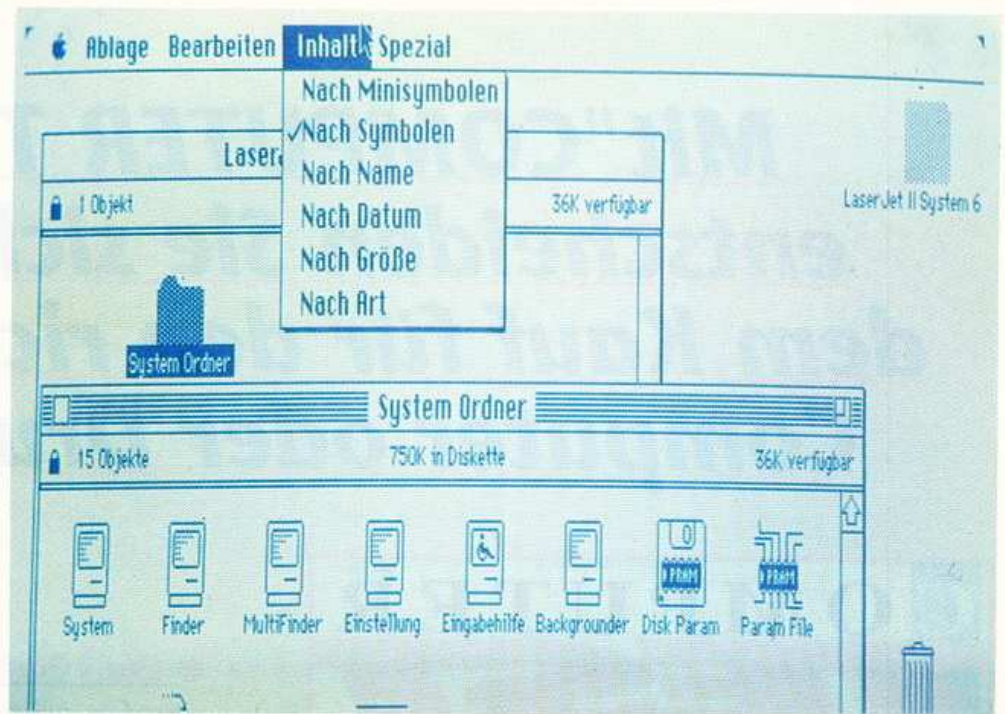 Ablage Bearbeiten Inhalt Spezial
Nach Minisymbolen
✓Nach Symbolen
Nach Name
Nach Datum
Nach Größe
Nach Art
1 Objekt
36K verfügbar
LaserJet II System 6
System Ordner
System Ordner
15 Objekte
750K in Diskette
36K verfügbar
System
Finder
MultiFinder
Einstellung
Eingabehilfe
Backgrounder
PRAM
Disk Param
PRAM
Param File